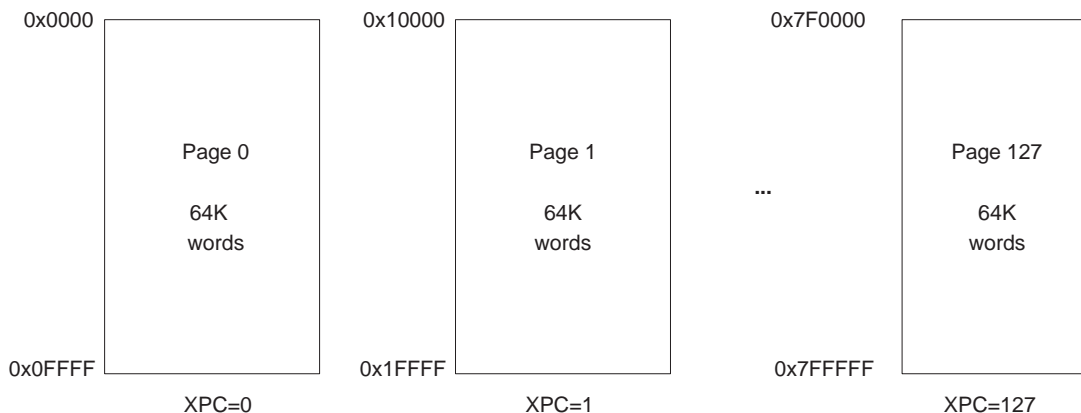 0x0000
0x10000
0x7F0000
Page 0
Page 1
Page 127
...
64K
words
64K
words
64K
words
0x0FFFF
0x1FFFF
0x7FFFFF
XPC=0
XPC=1
XPC=127